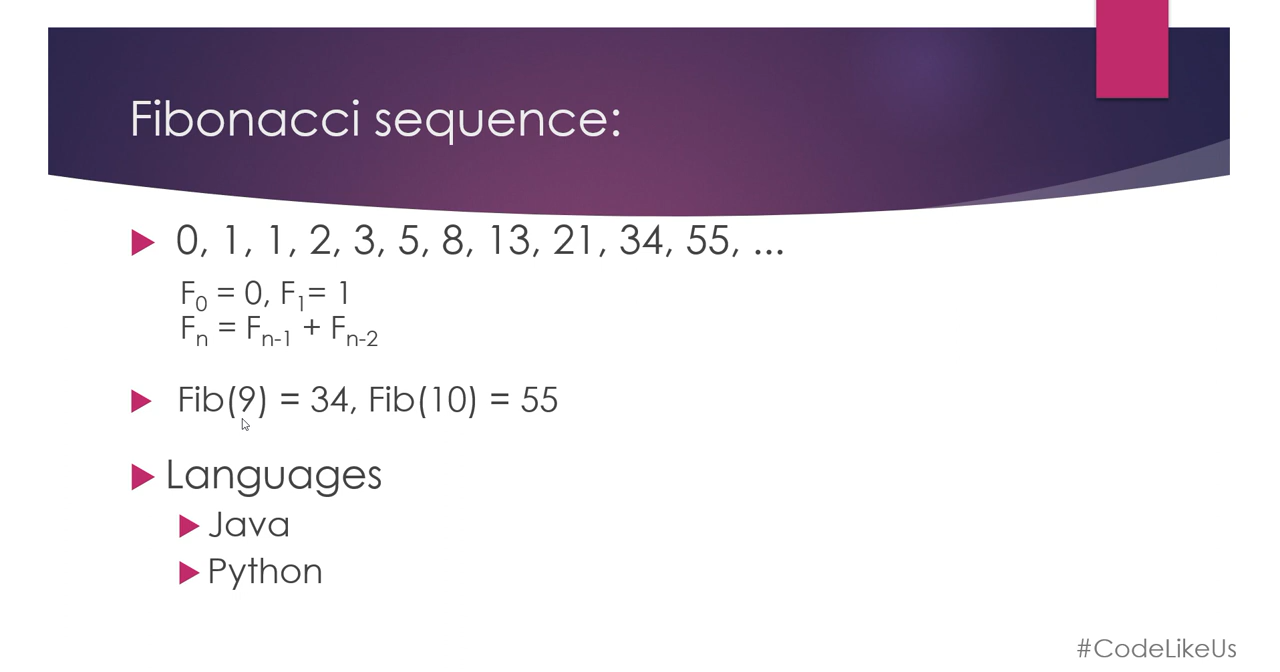 Fibonacci sequence:
0, 1, 1, 2, 3, 5, 8, 13, 21, 34, 55, ...
F₀ = 0, F₁= 1
Fₙ = Fₙ₋₁ + Fₙ₋₂
Fib(9) = 34, Fib(10) = 55
Languages
Java
Python
#CodeLikeUs